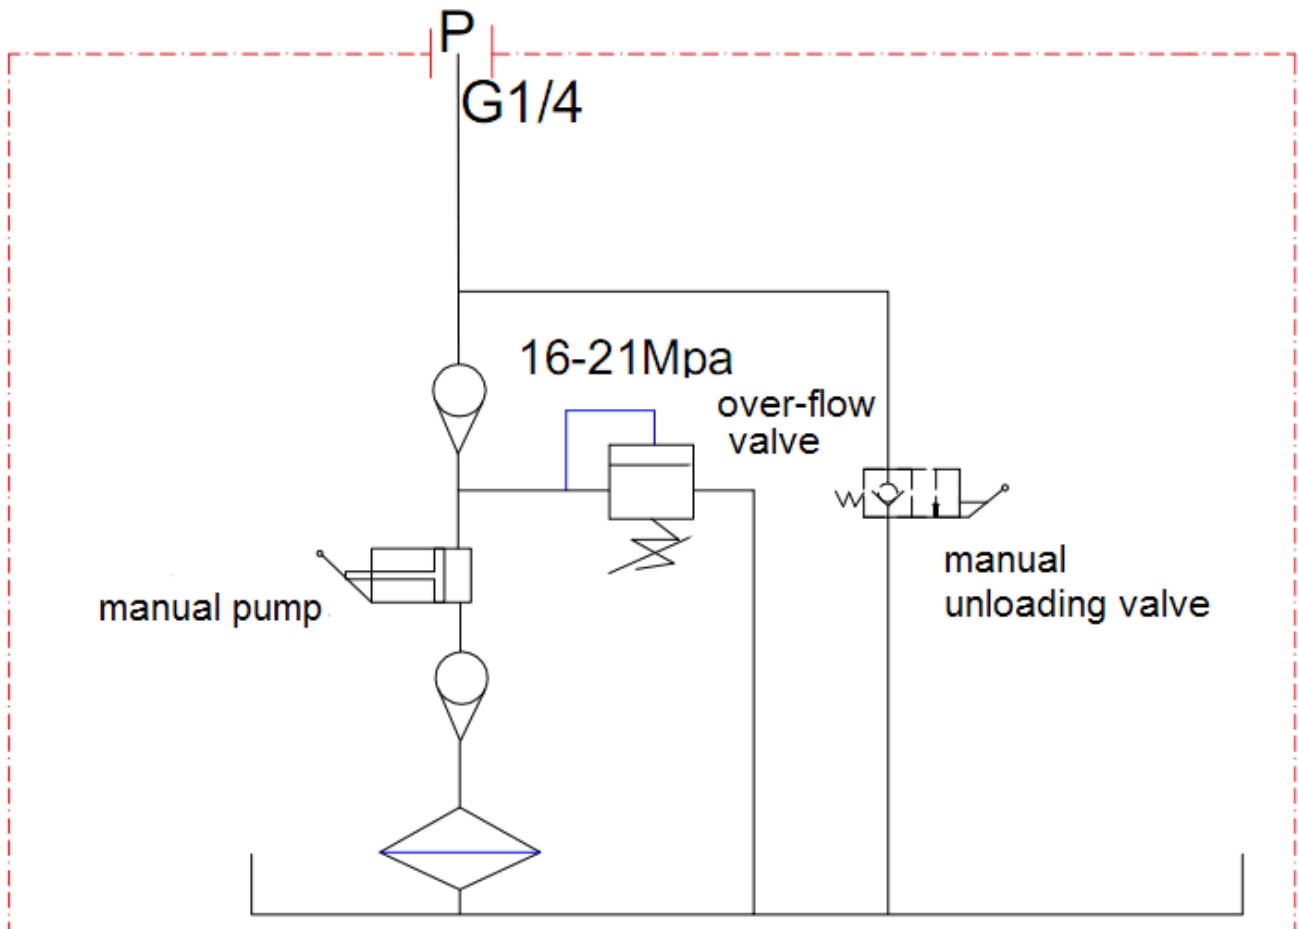 P
G1/4
16-21Mpa
over-flow
valve
manual pump
manual
unloading valve